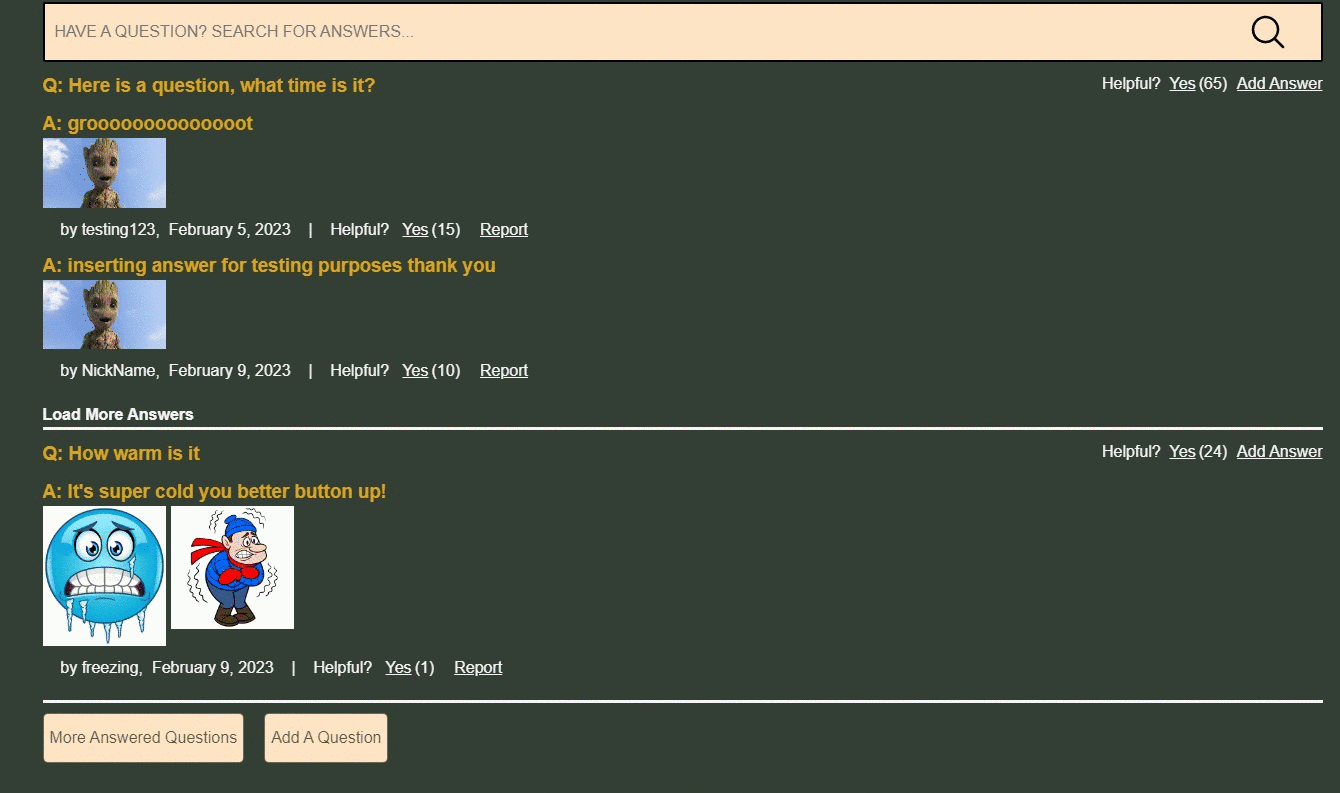 HAVE A QUESTION? SEARCH FOR ANSWERS...
Q: Here is a question, what time is it?
Helpful? Yes (65) Add Answer
A: groooooooooooooot
by testing123, February 5, 2023 | Helpful? Yes (15) Report
A: inserting answer for testing purposes thank you
by NickName, February 9, 2023 | Helpful? Yes (10) Report
Load More Answers
Q: How warm is it
Helpful? Yes (24) Add Answer
A: It's super cold you better button up!
by freezing, February 9, 2023 | Helpful? Yes (1) Report
More Answered Questions
Add A Question